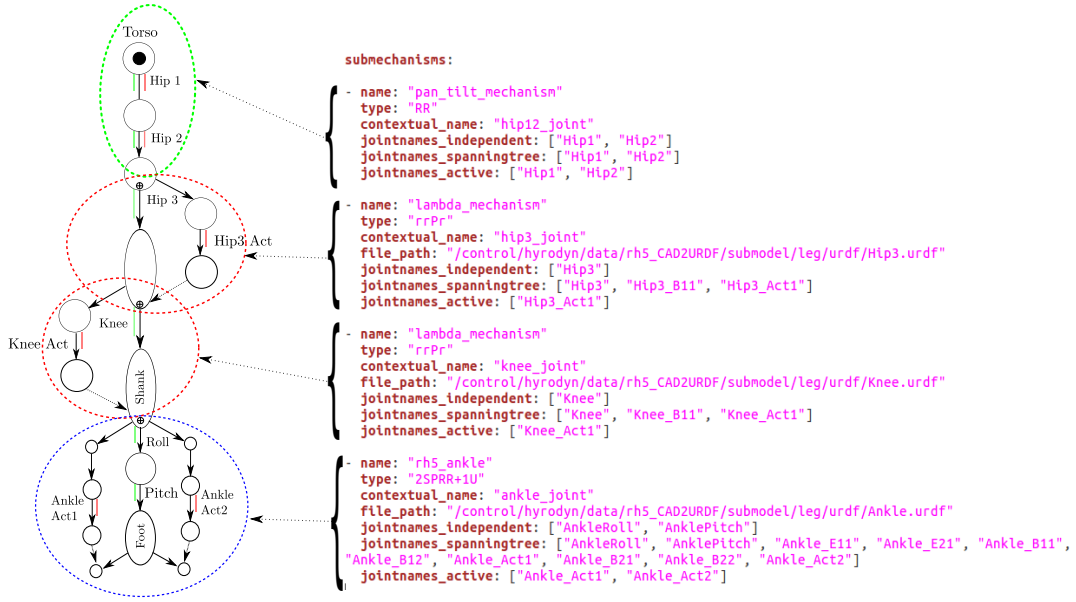 Torso
Hip 1
Hip 2
Hip 3
Hip3 Act
Knee
Knee Act
Shank
Roll
Pitch
Ankle
Act1
Ankle
Act2
Foot
submechanisms:
- name: "pan_tilt_mechanism"
type: "RR"
contextual_name: "hip12_joint"
jointnames_independent: ["Hip1", "Hip2"]
jointnames_spanningtree: ["Hip1", "Hip2"]
jointnames_active: ["Hip1", "Hip2"]
- name: "lambda_mechanism"
type: "rrPr"
contextual_name: "hip3_joint"
file_path: "/control/hyrodyn/data/rh5_CAD2URDF/submodel/leg/urdf/Hip3.urdf"
jointnames_independent: ["Hip3"]
jointnames_spanningtree: ["Hip3", "Hip3_B11", "Hip3_Act1"]
jointnames_active: ["Hip3_Act1"]
- name: "lambda_mechanism"
type: "rrPr"
contextual_name: "knee_joint"
file_path: "/control/hyrodyn/data/rh5_CAD2URDF/submodel/leg/urdf/Knee.urdf"
jointnames_independent: ["Knee"]
jointnames_spanningtree: ["Knee", "Knee_B11", "Knee_Act1"]
jointnames_active: ["Knee_Act1"]
- name: "rh5_ankle"
type: "2SPRR+1U"
contextual_name: "ankle_joint"
file_path: "/control/hyrodyn/data/rh5_CAD2URDF/submodel/leg/urdf/Ankle.urdf"
jointnames_independent: ["AnkleRoll", "AnklePitch"]
jointnames_spanningtree: ["AnkleRoll", "AnklePitch", "Ankle_E11", "Ankle_E21", "Ankle_B11",
"Ankle_B12", "Ankle_Act1", "Ankle_B21", "Ankle_B22", "Ankle_Act2"]
jointnames_active: ["Ankle_Act1", "Ankle_Act2"]